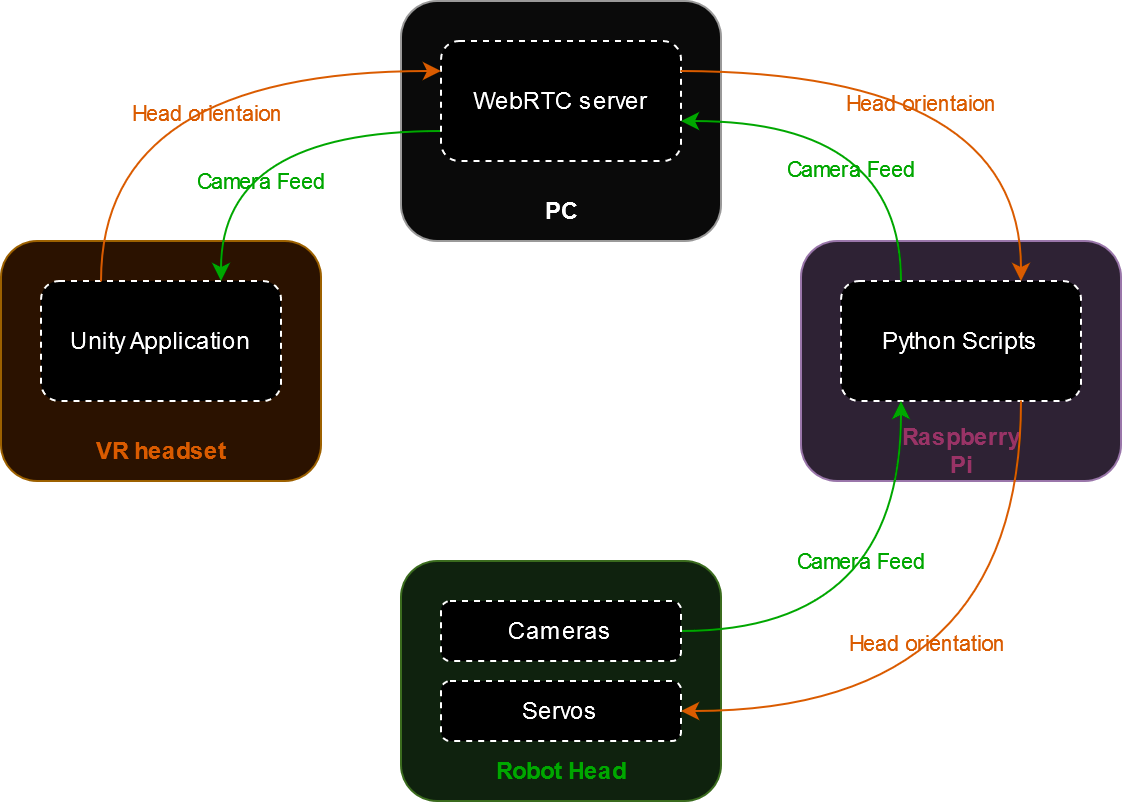 WebRTC server
PC
Head orientaion
Head orientaion
Camera Feed
Camera Feed
Unity Application
VR headset
Python Scripts
Raspberry
Pi
Camera Feed
Head orientation
Cameras
Servos
Robot Head